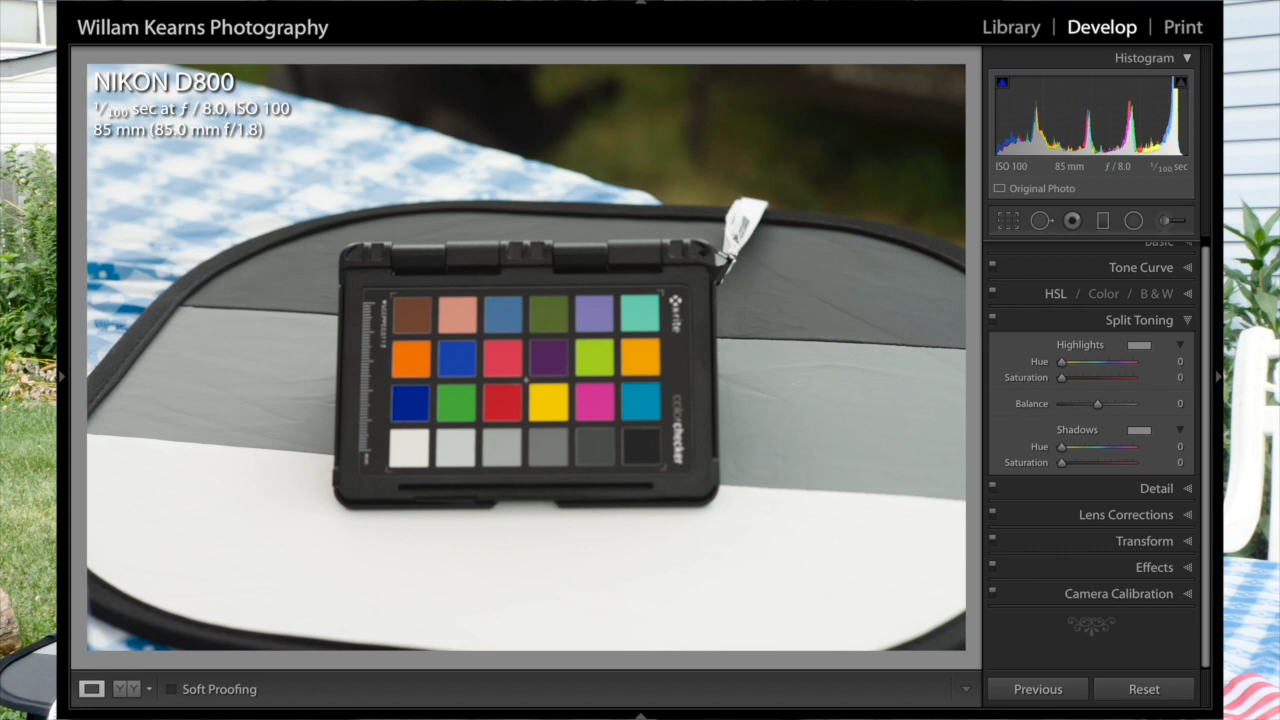 Willam Kearns Photography
Library | Develop | Print
NIKON D800
1/100 sec at ƒ / 8.0, ISO 100
85 mm (85.0 mm f/1.8)
Histogram
ISO 100 85 mm ƒ / 8.0 1/100 sec
Original Photo
Basic
Tone Curve
HSL / Color / B & W
Split Toning
Highlights
Hue 0
Saturation 0
Balance 0
Shadows
Hue 0
Saturation 0
Detail
Lens Corrections
Transform
Effects
Camera Calibration
x-rite
colorchecker
YY
Soft Proofing
Previous
Reset